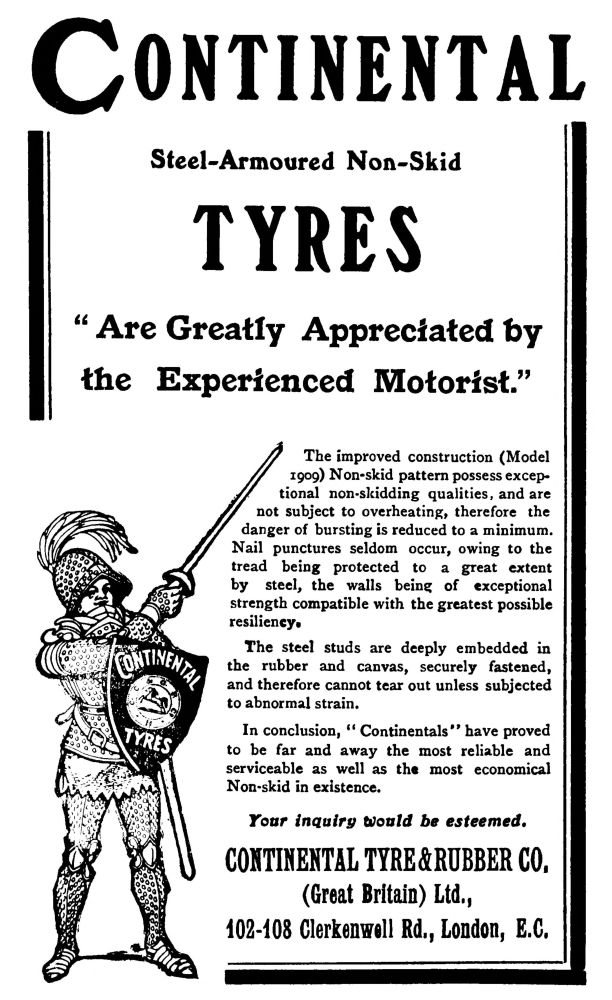 CONTINENTAL
Steel-Armoured Non-Skid
TYRES
“Are Greatly Appreciated by
the Experienced Motorist.”
The improved construction (Model
1909) Non-skid pattern possess excep-
tional non-skidding qualities, and are
not subject to overheating, therefore the
danger of bursting is reduced to a minimum.
Nail punctures seldom occur, owing to the
tread being protected to a great extent
by steel, the walls being of exceptional
strength compatible with the greatest possible
resiliency.
The steel studs are deeply embedded in
the rubber and canvas, securely fastened,
and therefore cannot tear out unless subjected
to abnormal strain.
In conclusion, “Continentals” have proved
to be far and away the most reliable and
serviceable as well as the most economical
Non-skid in existence.
Your inquiry would be esteemed.
CONTINENTAL TYRE & RUBBER CO.
(Great Britain) Ltd.,
102-108 Clerkenwell Rd., London, E.C.
CONTINENTAL
TYRES